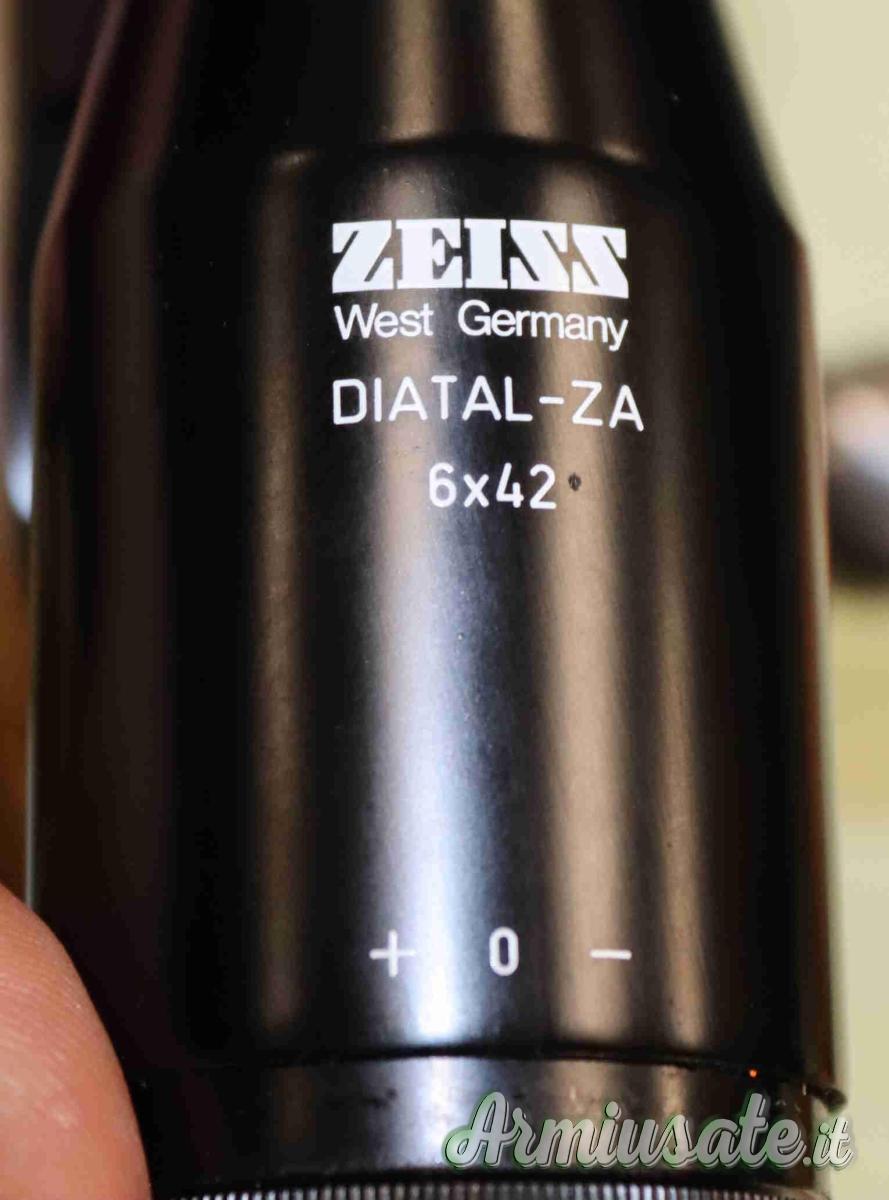 ZEISS
West Germany
DIATAL-ZA
6x42
+ 0 -
Armiusate.it